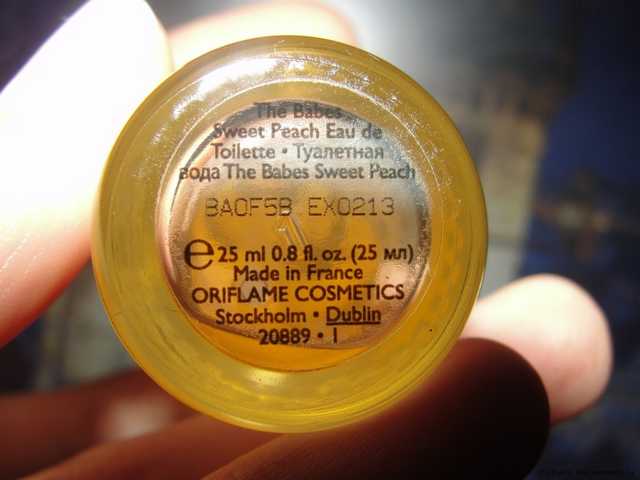 The Babes
Sweet Peach Eau de
Toilette • Туалетная
вода The Babes Sweet Peach
BA0F5B EX0213
℮ 25 ml 0.8 fl. oz. (25 мл)
Made in France
ORIFLAME COSMETICS
Stockholm • Dublin
20889 • 1